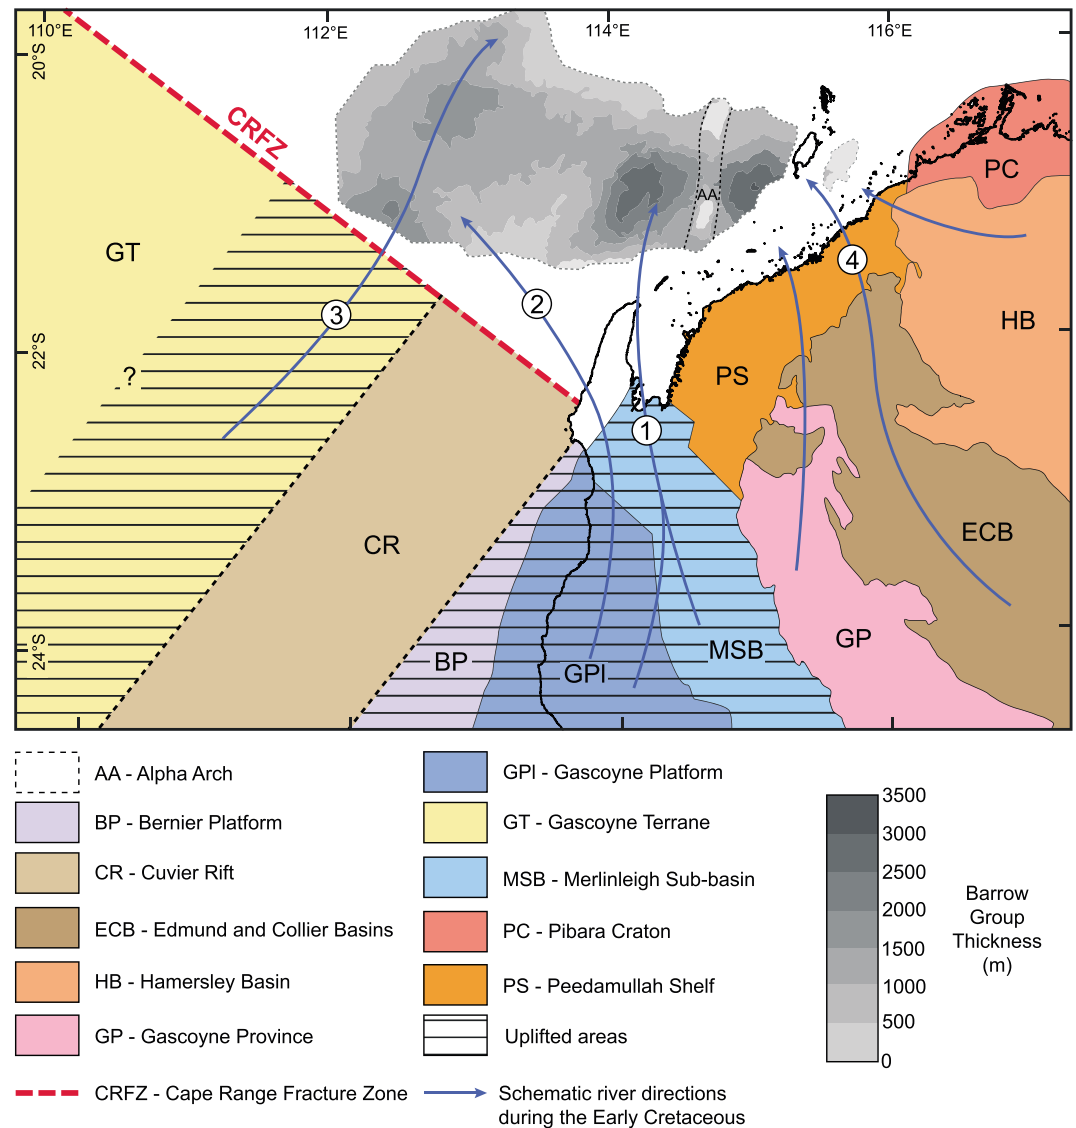 110°E 112°E 114°E 116°E
20°S
CRFZ
PC
AA
GT
4
2
3
HB
22°S
?
PS
1
ECB
CR
GP
MSB
24°S
BP
GPl
AA - Alpha Arch
BP - Bernier Platform
CR - Cuvier Rift
ECB - Edmund and Collier Basins
HB - Hamersley Basin
GP - Gascoyne Province
CRFZ - Cape Range Fracture Zone
GPl - Gascoyne Platform
GT - Gascoyne Terrane
MSB - Merlinleigh Sub-basin
PC - Pibara Craton
PS - Peedamullah Shelf
Uplifted areas
Schematic river directions
during the Early Cretaceous
3500
3000
2500
2000
1500
1000
500
0
Barrow
Group
Thickness
(m)